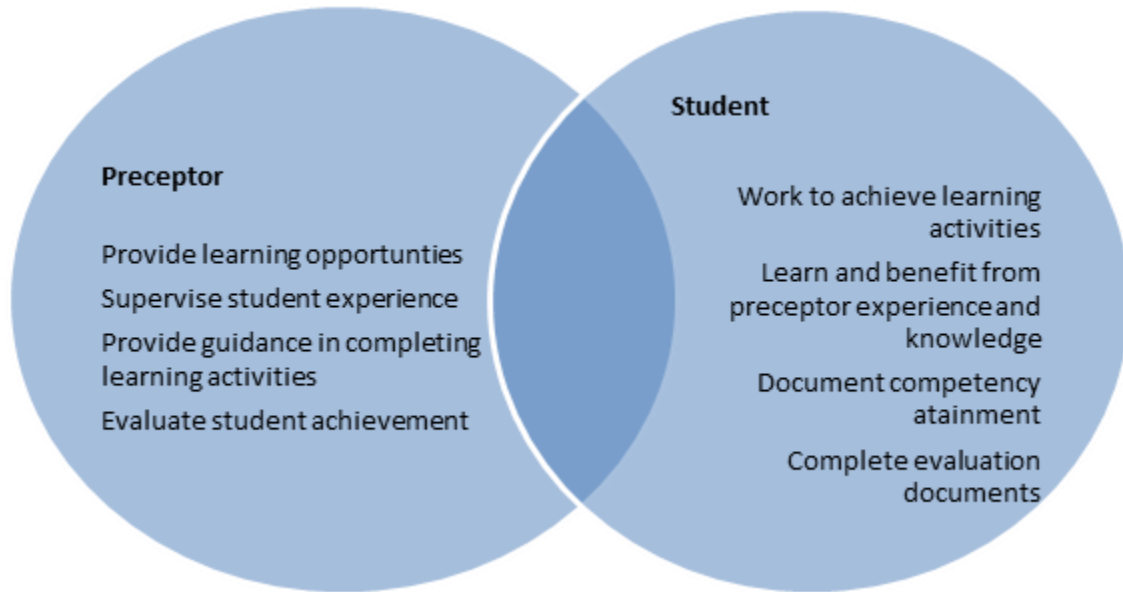 Preceptor
Provide learning opportunties
Supervise student experience
Provide guidance in completing
learning activities
Evaluate student achievement
Student
Work to achieve learning
activities
Learn and benefit from
preceptor experience and
knowledge
Document competency
atainment
Complete evaluation
documents